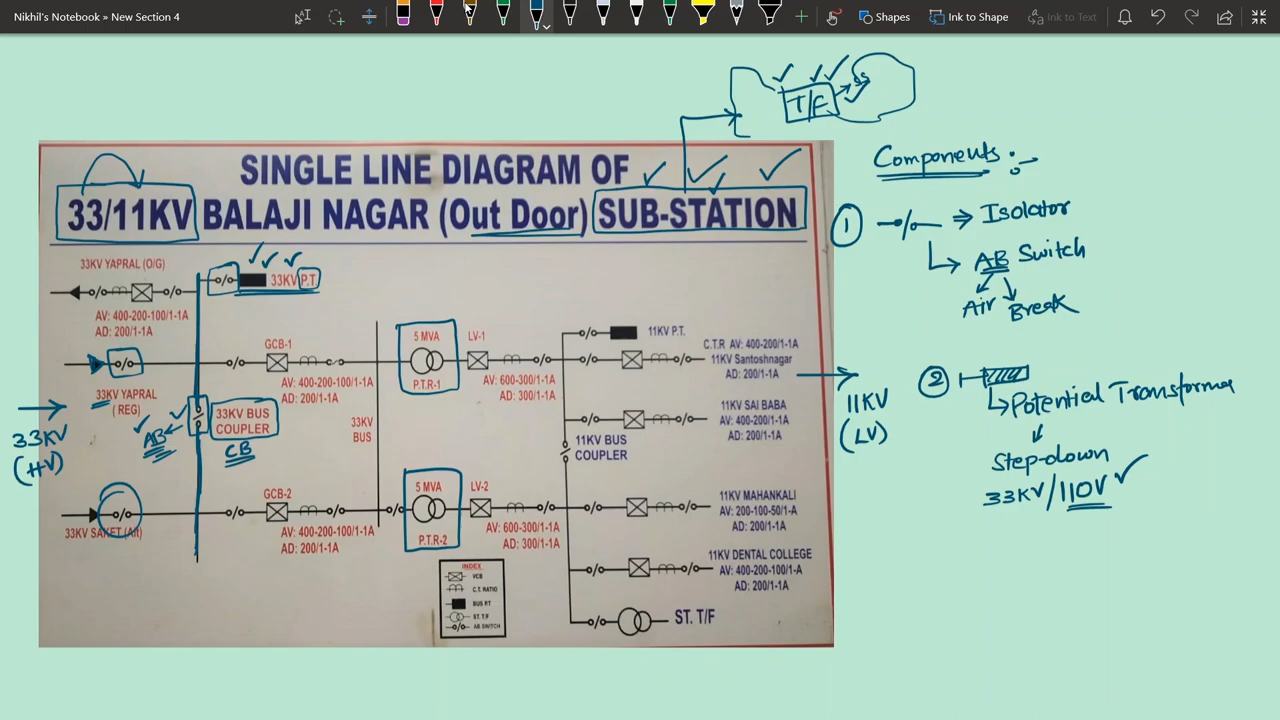 Nikhil's Notebook » New Section 4
Shapes
Ink to Shape
Ink to Text
T/F
SINGLE LINE DIAGRAM OF
33/11KV BALAJI NAGAR (Out Door) SUB-STATION
33KV YAPRAL (O/G)
AV: 400-200-100/1-1A
AD: 200/1-1A
33KV P.T
33KV YAPRAL
(REG)
33KV
(HV)
AB
33KV BUS
COUPLER
CB
33KV SAKET (Alt)
GCB-1
AV: 400-200-100/1-1A
AD: 200/1-1A
33KV
BUS
GCB-2
AV: 400-200-100/1-1A
AD: 200/1-1A
5 MVA
P.T.R-1
LV-1
AV: 600-300/1-1A
AD: 300/1-1A
5 MVA
P.T.R-2
LV-2
AV: 600-300/1-1A
AD: 300/1-1A
11KV BUS
COUPLER
11KV P.T.
C.T.R AV: 400-200/1-1A
11KV Santoshnagar
AD: 200/1-1A
11KV SAI BABA
AV: 400-200/1-1A
AD: 200/1-1A
11KV MAHANKALI
AV: 200-100-50/1-A
AD: 200/1-1A
11KV DENTAL COLLEGE
AV: 400-200-100/1-A
AD: 200/1-1A
ST. T/F
INDEX
VCB
C.T. RATIO
BUS P.T
ST. T/F
AB SWITCH
11KV
(LV)
Components :-
1 ⇒ Isolator
AB Switch
Air Break
2
Potential Transformer
Step-down
33KV/110V